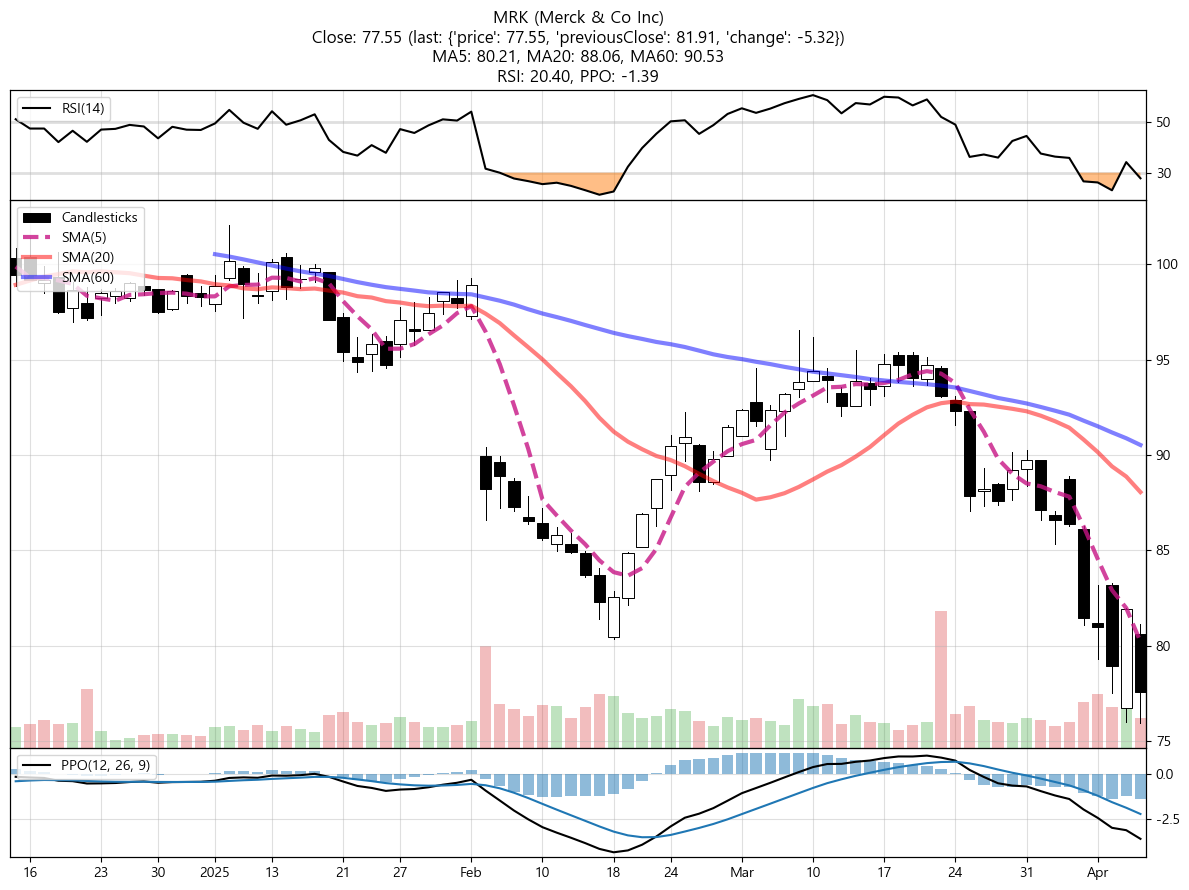 MRK (Merck & Co Inc)
Close: 77.55 (last: {'price': 77.55, 'previousClose': 81.91, 'change': -5.32})
MA5: 80.21, MA20: 88.06, MA60: 90.53
RSI: 20.40, PPO: -1.39
RSI(14)
50
30
Candlesticks
SMA(5)
SMA(20)
SMA(60)
100
95
90
85
80
75
PPO(12, 26, 9)
0.0
-2.5
16 23 30 2025 13 21 27 Feb 10 18 24 Mar 10 17 24 31 Apr